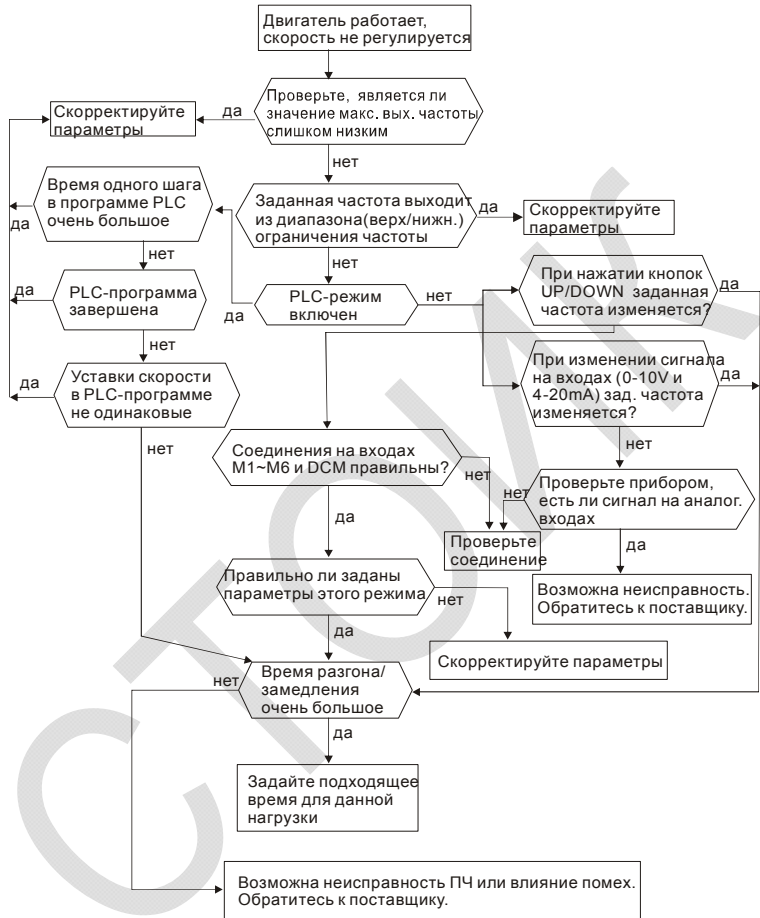 Двигатель работает,
скорость не регулируется
Проверьте, является ли
значение макс. вых. частоты
слишком низким
да
Скорректируйте
параметры
нет
Заданная частота выходит
из диапазона(верх/нижн.)
ограничения частоты
да
Скорректируйте
параметры
нет
PLC-режим
включен
да
нет
Время одного шага
в программе PLC
очень большое
да
нет
PLC-программа
завершена
да
нет
Уставки скорости
в PLC-программе
не одинаковые
да
нет
При нажатии кнопок
UP/DOWN заданная
частота изменяется?
да
При изменении сигнала
на входах (0-10V и
4-20mA) зад. частота
изменяется?
да
нет
Проверьте прибором,
есть ли сигнал на аналог.
входах
нет
да
Возможна неисправность.
Обратитесь к поставщику.
Соединения на входах
M1~M6 и DCM правильны?
нет
Проверьте
соединение
да
Правильно ли заданы
параметры этого режима
нет
Скорректируйте параметры
да
Время разгона/
замедления
очень большое
нет
да
Задайте подходящее
время для данной
нагрузки
Возможна неисправность ПЧ или влияние помех.
Обратитесь к поставщику.
СТОИК